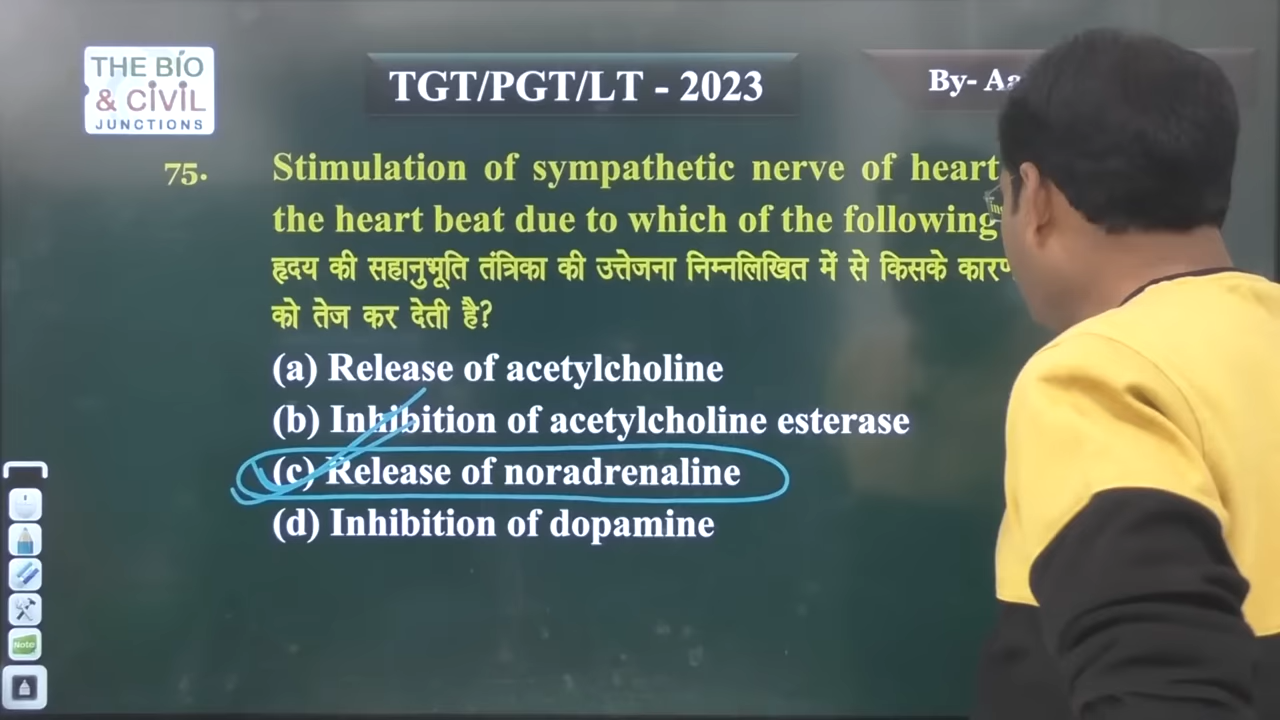 THE BIO
& CIVIL
JUNCTIONS
TGT/PGT/LT - 2023
By- Aa
75.
Stimulation of sympathetic nerve of heart
the heart beat due to which of the following
हृदय की सहानुभूति तंत्रिका की उत्तेजना निम्नलिखित में से किसके
को तेज कर देती है?
(a) Release of acetylcholine
(b) Inhibition of acetylcholine esterase
(c) Release of noradrenaline
(d) Inhibition of dopamine
Note